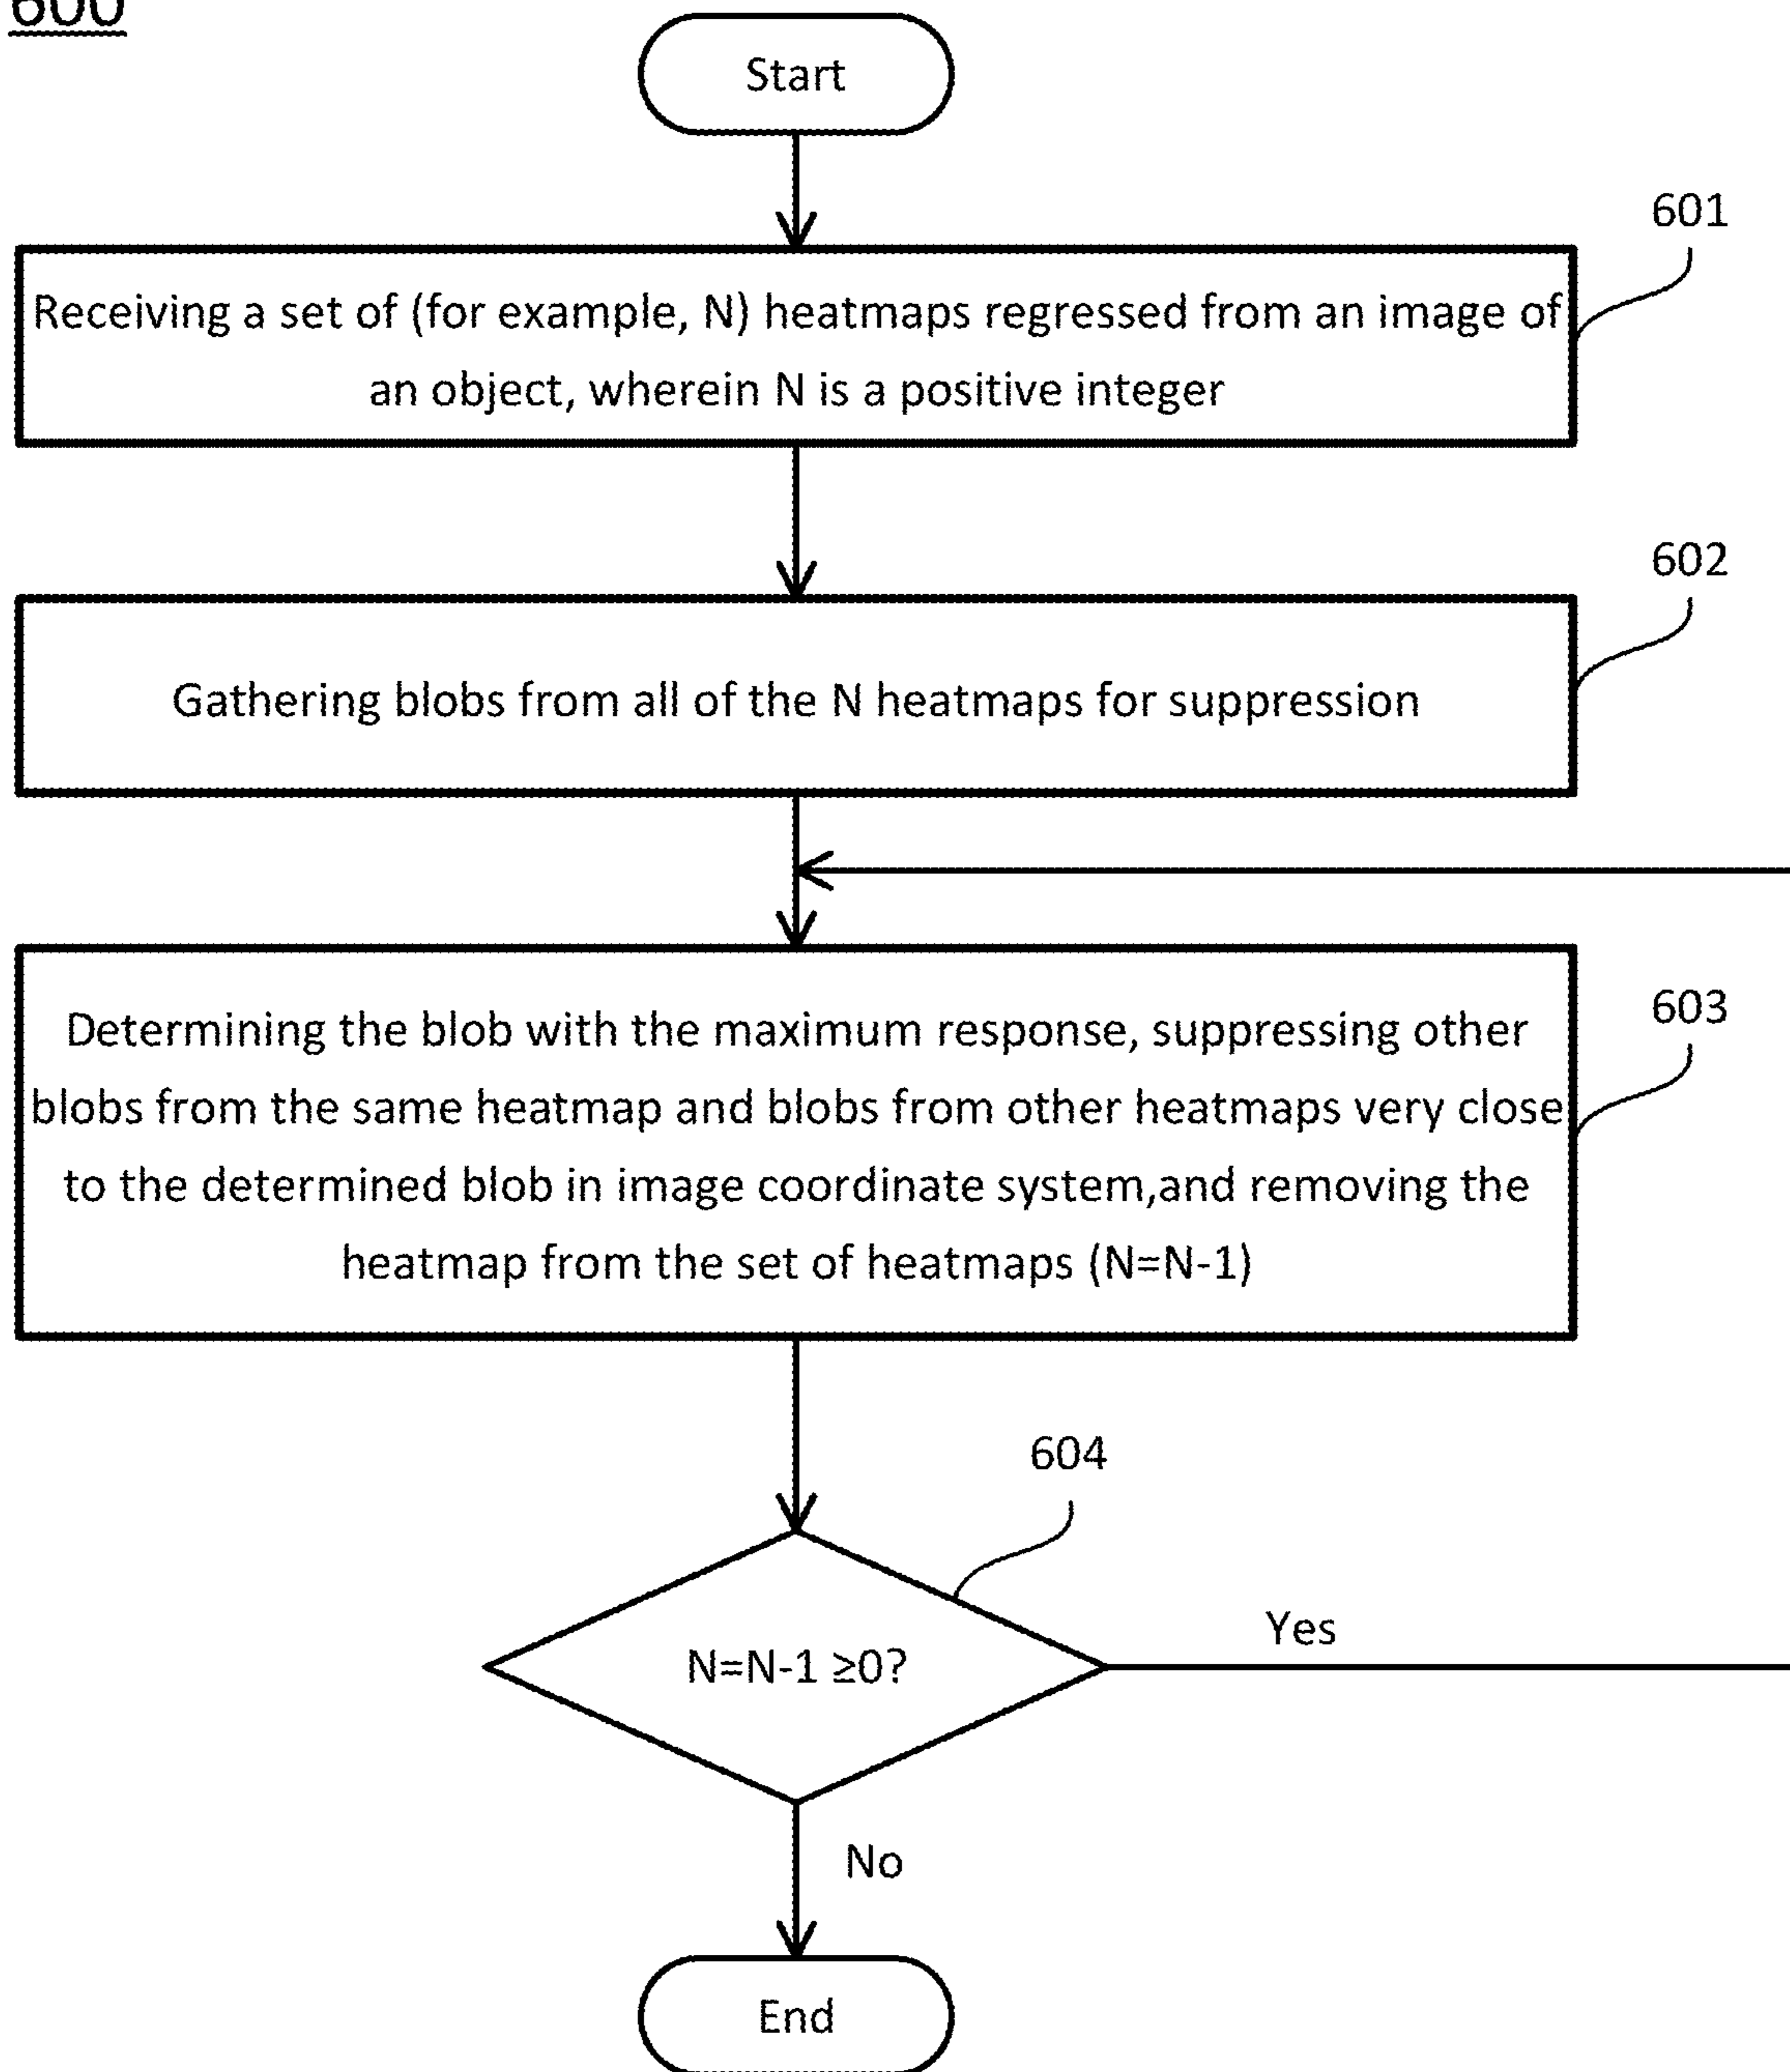 600
Start
601
Receiving a set of (for example, N) heatmaps regressed from an image of
an object, wherein N is a positive integer
602
Gathering blobs from all of the N heatmaps for suppression
603
Determining the blob with the maximum response, suppressing other
blobs from the same heatmap and blobs from other heatmaps very close
to the determined blob in image coordinate system,and removing the
heatmap from the set of heatmaps (N=N-1)
604
N=N-1 ≥0?
Yes
No
End